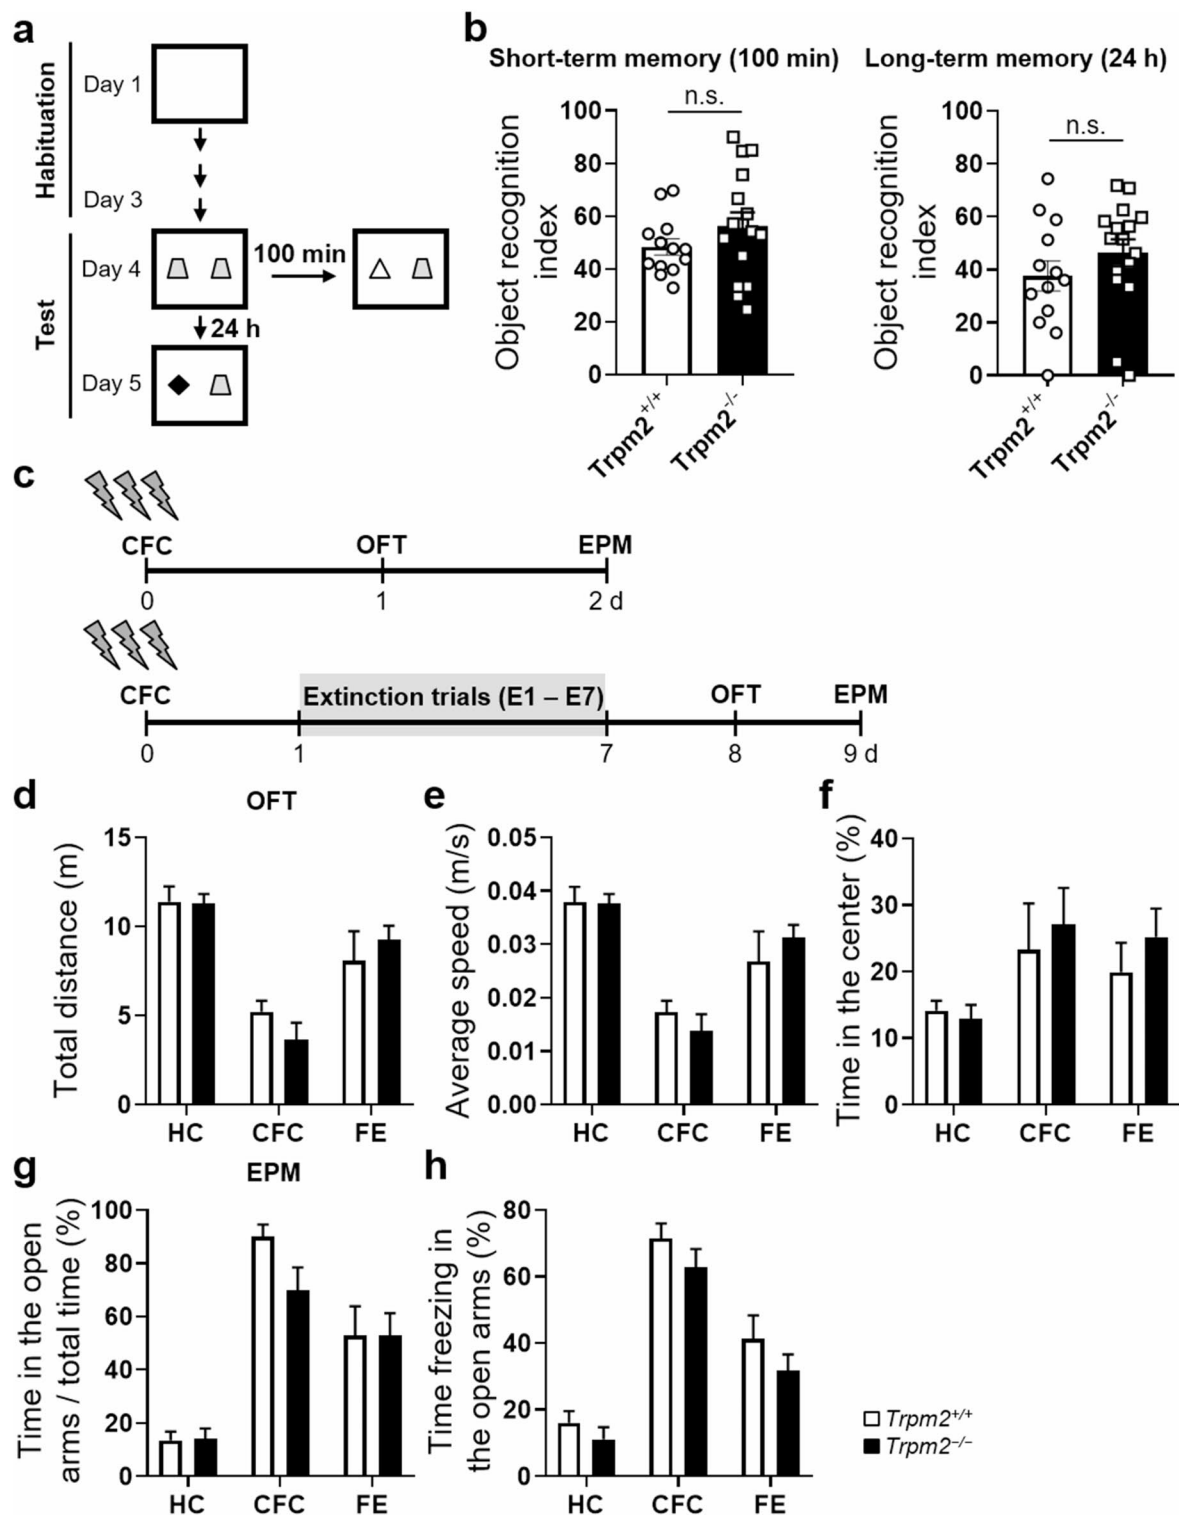 a
Habituation
Day 1
Day 3
Test
Day 4
100 min
24 h
Day 5
b
Short-term memory (100 min)
Object recognition
index
100
80
60
40
20
0
n.s.
Trpm2+/+
Trpm2-/-
Long-term memory (24 h)
Object recognition
index
100
80
60
40
20
0
n.s.
Trpm2+/+
Trpm2-/-
c
CFC
OFT
EPM
0
1
2 d
CFC
Extinction trials (E1 – E7)
OFT
EPM
0
1
7
8
9 d
d
OFT
Total distance (m)
15
10
5
0
HC
CFC
FE
e
Average speed (m/s)
0.05
0.04
0.03
0.02
0.01
0.00
HC
CFC
FE
f
Time in the center (%)
40
30
20
10
0
HC
CFC
FE
g
EPM
Time in the open
arms / total time (%)
100
80
60
40
20
0
HC
CFC
FE
h
Time freezing in
the open arms (%)
80
60
40
20
0
HC
CFC
FE
Trpm2+/+
Trpm2−/−